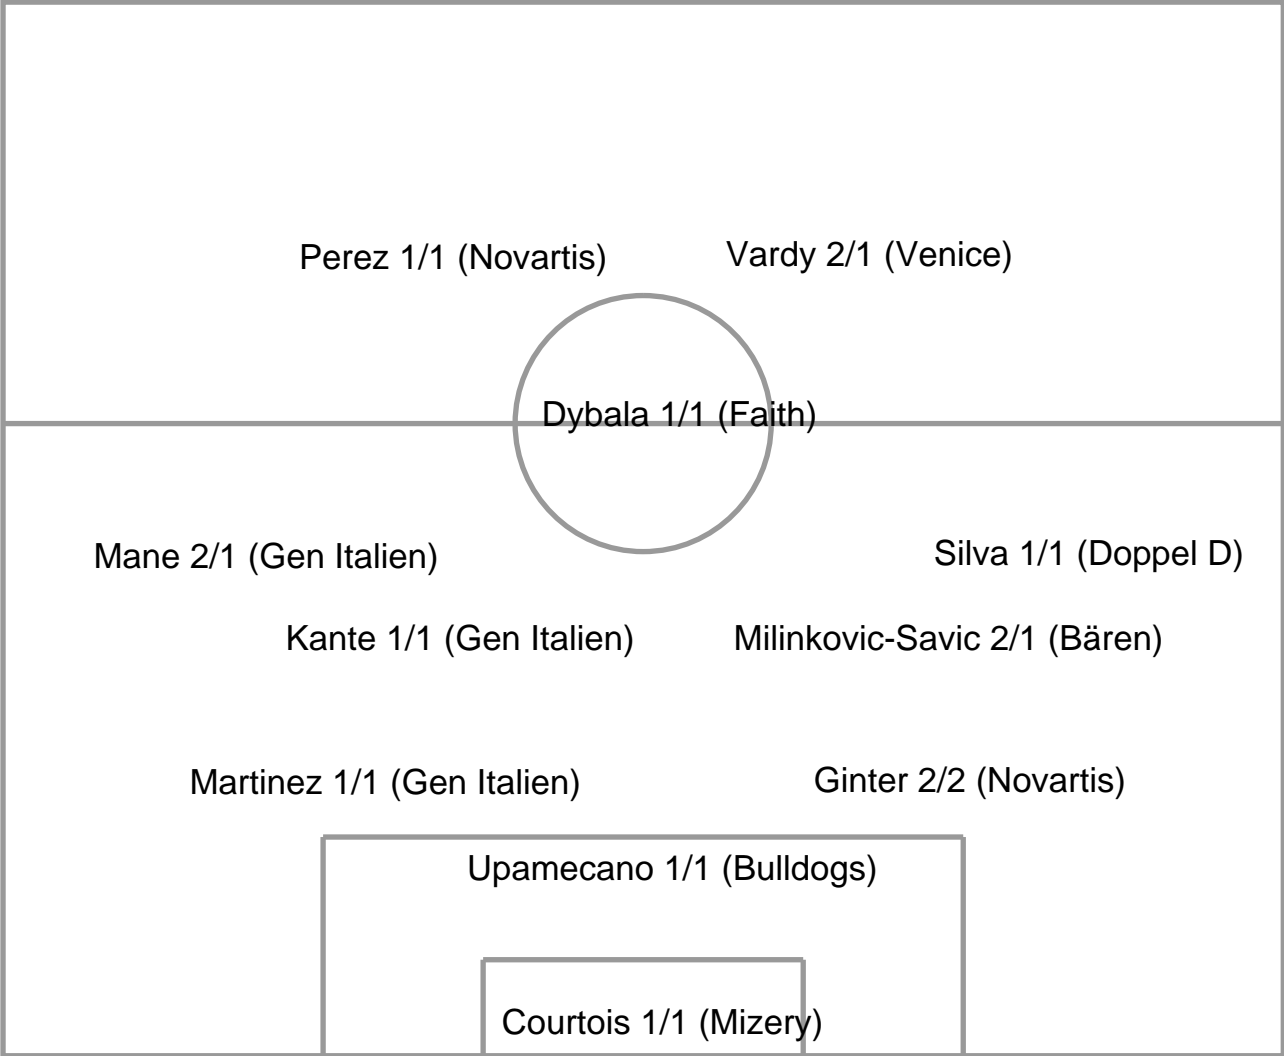 Perez 1/1 (Novartis)
Vardy 2/1 (Venice)
Dybala 1/1 (Faith)
Mane 2/1 (Gen Italien)
Silva 1/1 (Doppel D)
Kante 1/1 (Gen Italien)
Milinkovic-Savic 2/1 (Bären)
Martinez 1/1 (Gen Italien)
Ginter 2/2 (Novartis)
Upamecano 1/1 (Bulldogs)
Courtois 1/1 (Mizery)